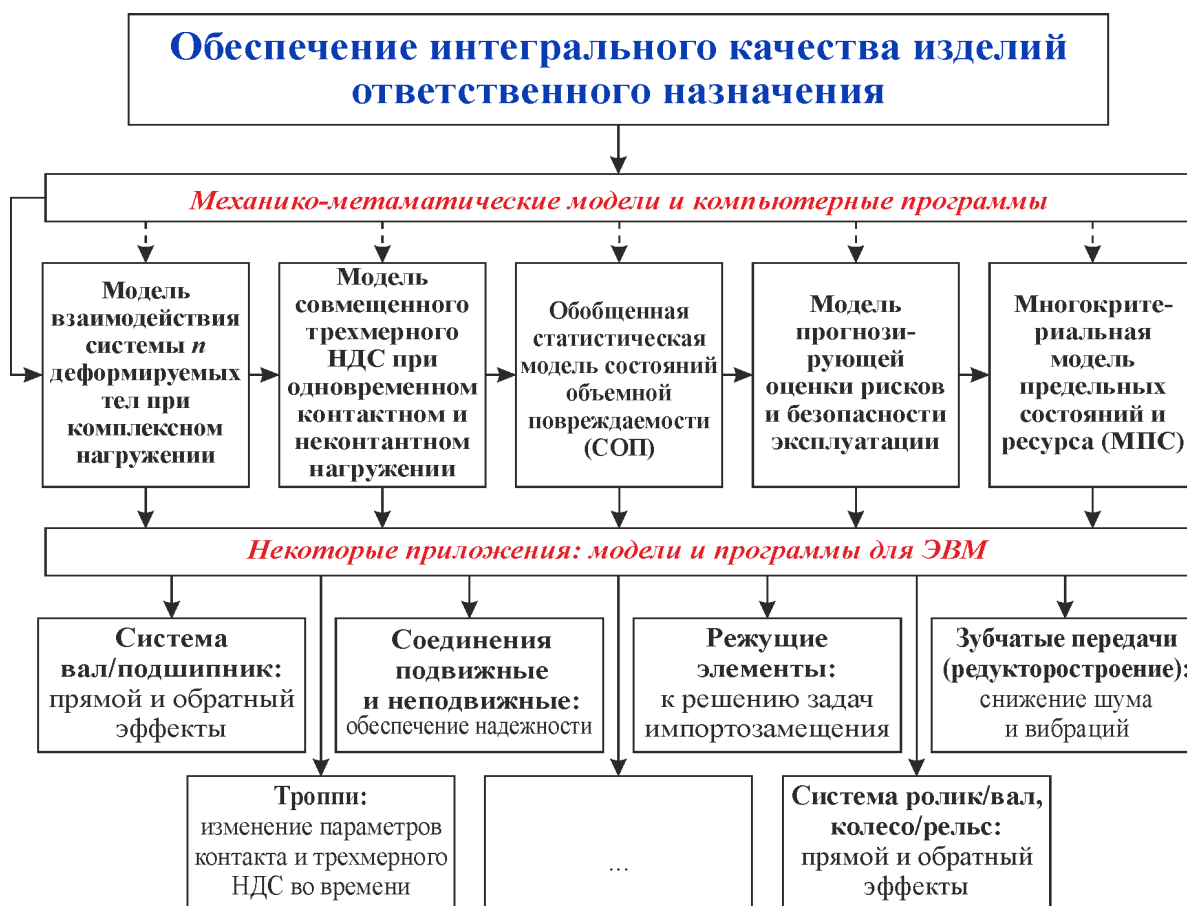 Обеспечение интегрального качества изделий
ответственного назначения
Механико-метаматические модели и компьютерные программы
Модель
взаимодействия
системы n
деформируемых
тел при
комплексном
нагружении
Модель
совмещенного
трехмерного
НДС при
одновременном
контактном и
неконтантном
нагружении
Обобщенная
статистическая
модель состояний
объемной
повреждаемости
(СОП)
Модель
прогнози-
рующей
оценки рисков
и безопасности
эксплуатации
Многокрите-
риальная
модель
предельных
состояний и
ресурса (МПС)
Некоторые приложения: модели и программы для ЭВМ
Система
вал/подшипник:
прямой и обратный
эффекты
Соединения
подвижные
и неподвижные:
обеспечение надежности
Режущие
элементы:
к решению задач
импортозамещения
Зубчатые передачи
(редукторостроение):
снижение шума
и вибраций
Троппи:
изменение параметров
контакта и трехмерного
НДС во времени
...
Система ролик/вал,
колесо/рельс:
прямой и обратный
эффекты